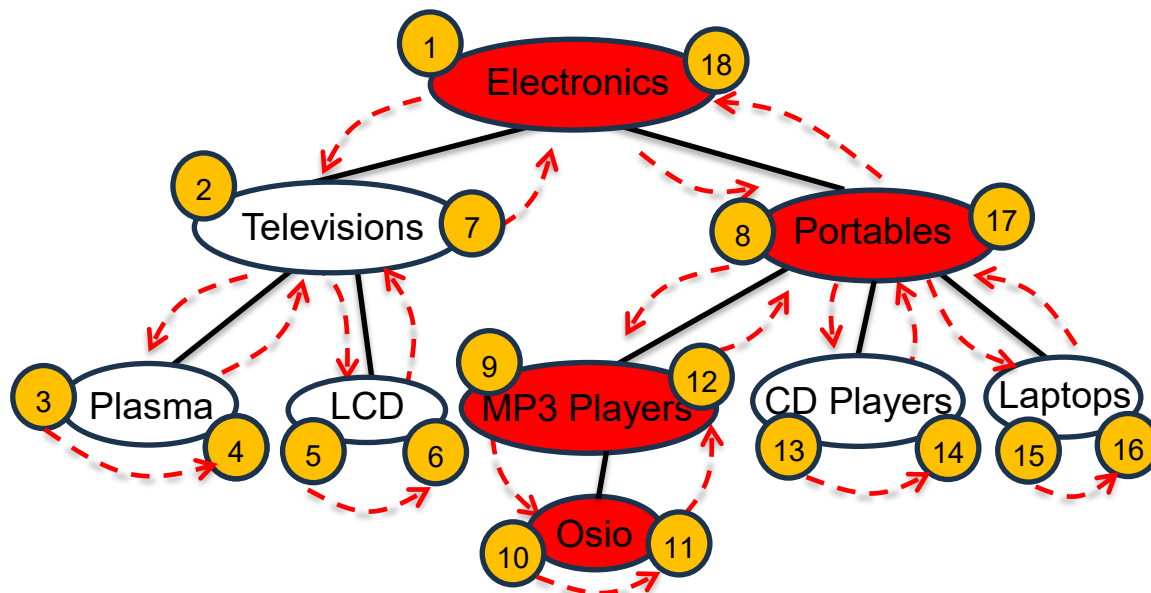 1
18
Electronics
2
Televisions
7
8
Portables
17
3
Plasma
4
LCD
5
6
9
MP3 Players
12
CD Players
13
14
Laptops
15
16
10
Osio
11